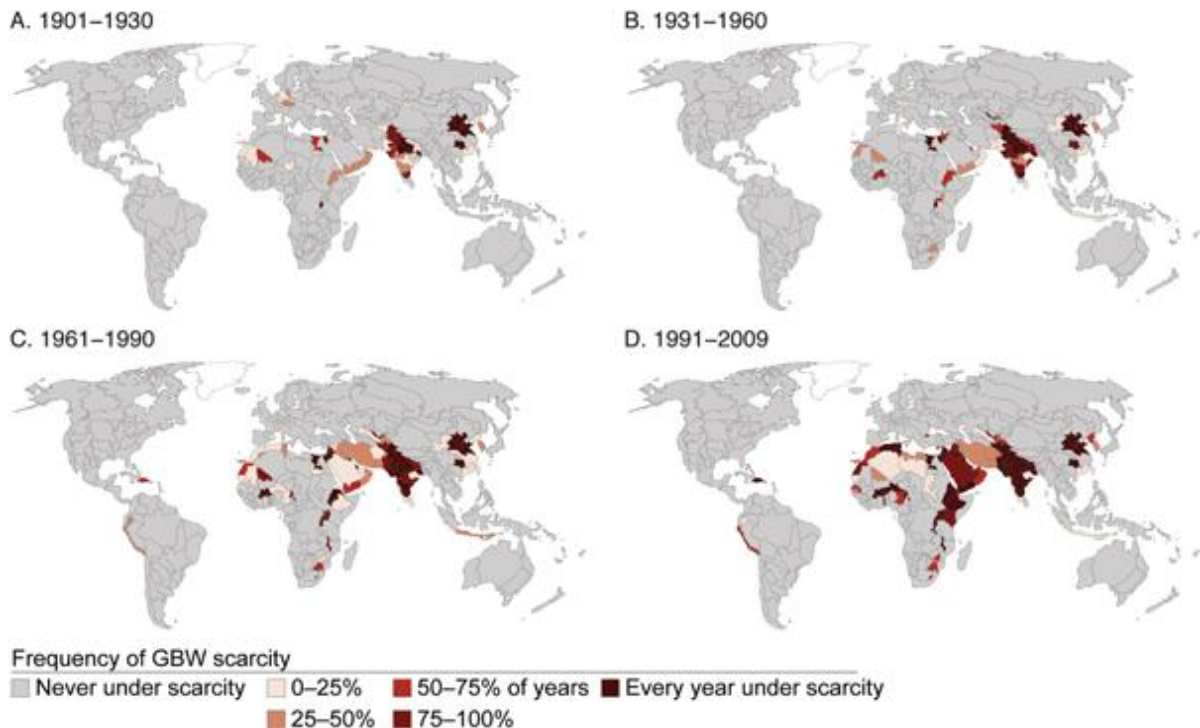 A. 1901–1930
B. 1931–1960
C. 1961–1990
D. 1991–2009
Frequency of GBW scarcity
Never under scarcity 0–25% 50–75% of years Every year under scarcity
25–50% 75–100%